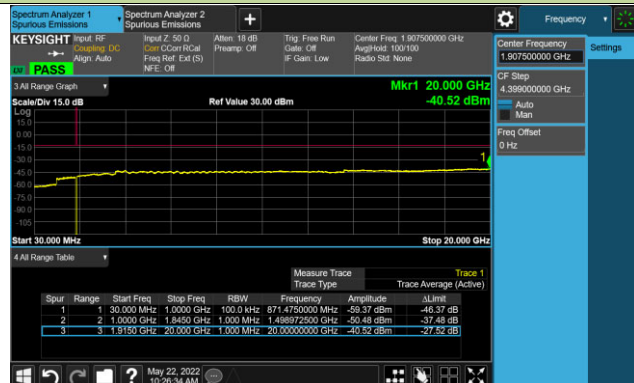 Spectrum Analyzer 1
Spurious Emissions
Spectrum Analyzer 2
Spurious Emissions
+
Frequency
KEYSIGHT
Input: RF
Coupling: DC
Align: Auto
Input Z: 50 Ω
Corr CCorr RCal
Freq Ref: Ext (S)
NFE: Off
Atten: 18 dB
Preamp: Off
Trig: Free Run
Gate: Off
IF Gain: Low
Center Freq: 1.907500000 GHz
Avg|Hold: 100/100
Radio Std: None
LW PASS
Center Frequency
1.907500000 GHz
Settings
CF Step
4.399000000 GHz
Auto
Man
Freq Offset
0 Hz
3 All Range Graph
Mkr1 20.000 GHz
Scale/Div 15.0 dB
Ref Value 30.00 dBm
-40.52 dBm
Log
15.0
0.00
-15.0
-30.0
-45.0
-60.0
-75.0
-90.0
-105
1
Start 30.000 MHz
Stop 20.000 GHz
4 All Range Table
Measure Trace Trace 1
Trace Type Trace Average (Active)
Spur Range Start Freq Stop Freq RBW Frequency Amplitude ΔLimit
1 1 30.000 MHz 1.0000 GHz 100.0 kHz 871.4750000 MHz -59.37 dBm -46.37 dB
2 2 1.0000 GHz 1.8450 GHz 1.000 MHz 1.498972500 GHz -50.48 dBm -37.48 dB
3 3 1.9150 GHz 20.000 GHz 1.000 MHz 20.00000000 GHz -40.52 dBm -27.52 dB
?
May 22, 2022
10:26:34 AM